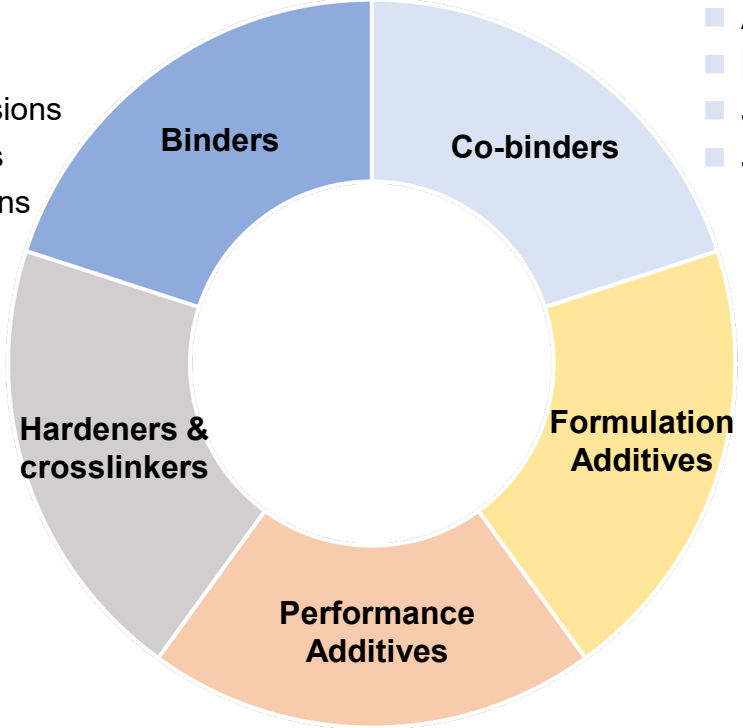 Binders
Co-binders
Formulation
Additives
Performance
Additives
Hardeners &
crosslinkers